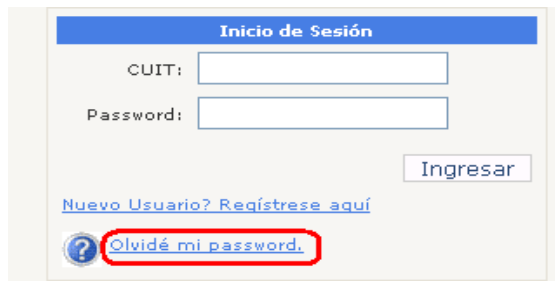 Inicio de Sesión
CUIT:
Password:
Ingresar
Nuevo Usuario? Regístrese aquí
Olvidé mi password.